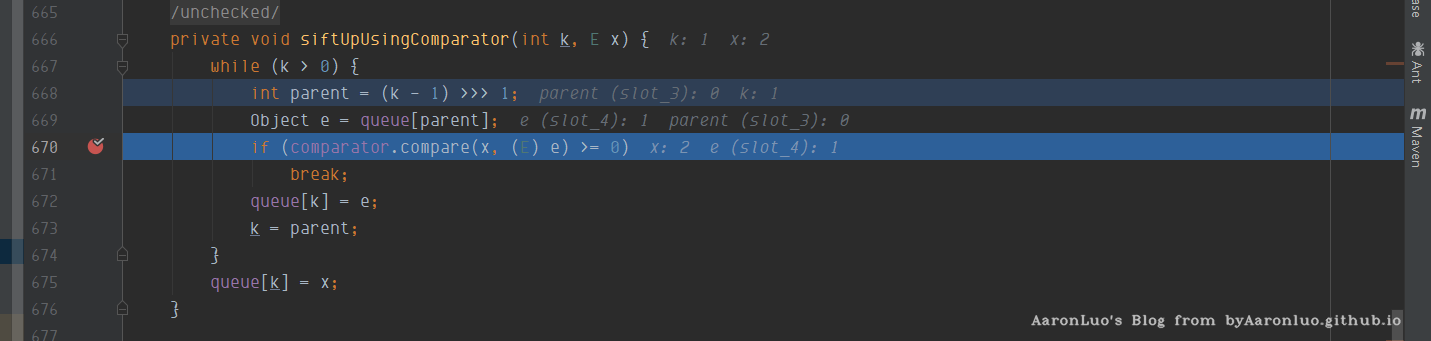 665 /unchecked/
666 private void siftUpUsingComparator(int k, E x) { k: 1 x: 2
667 while (k > 0) {
668 int parent = (k - 1) >>> 1; parent (slot_3): 0 k: 1
669 Object e = queue[parent]; e (slot_4): 1 parent (slot_3): 0
670 if (comparator.compare(x, (E) e) >= 0) x: 2 e (slot_4): 1
671 break;
672 queue[k] = e;
673 k = parent;
674 }
675 queue[k] = x;
676 }
677
ase
Ant
m Maven
AaronLuo's Blog from byAaronluo.github.io